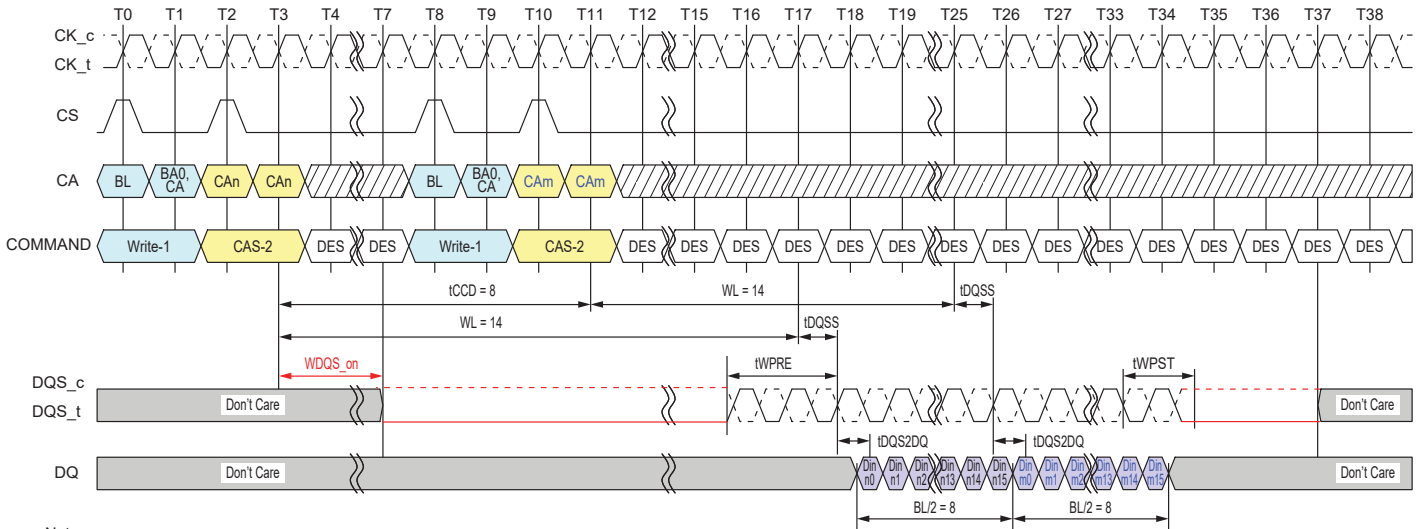 T0 T1 T2 T3 T4 T7 T8 T9 T10 T11 T12 T15 T16 T17 T18 T19 T25 T26 T27 T33 T34 T35 T36 T37 T38
CK_c
CK_t
CS
CA BL BA0, CA CAn CAn BL BA0, CA CAm CAm
COMMAND Write-1 CAS-2 DES DES Write-1 CAS-2 DES DES DES DES DES DES DES DES DES DES DES DES DES DES DES
tCCD = 8 WL = 14 tDQSS
WL = 14 tDQSS
WDQS_on tWPRE tWPST
DQS_c
DQS_t Don't Care Don't Care
tDQS2DQ tDQS2DQ
DQ Don't Care Din n0 Din n1 Din n2 Din n13 Din n14 Din n15 Din m0 Din m1 Din m2 Din m13 Din m14 Din m15 Don't Care
BL/2 = 8 BL/2 = 8